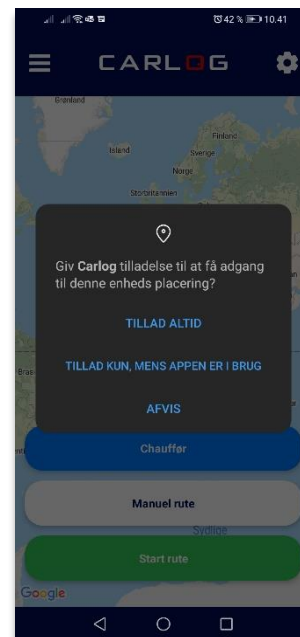 42 % 10.41
CARLOG
Grønland
Island
Finland
Sverige
Norge
Storbritannien
Giv Carlog tilladelse til at få adgang
til denne enheds placering?
TILLAD ALTID
TILLAD KUN, MENS APPEN ER I BRUG
AFVIS
Chauffør
Manuel rute
Start rute
Google